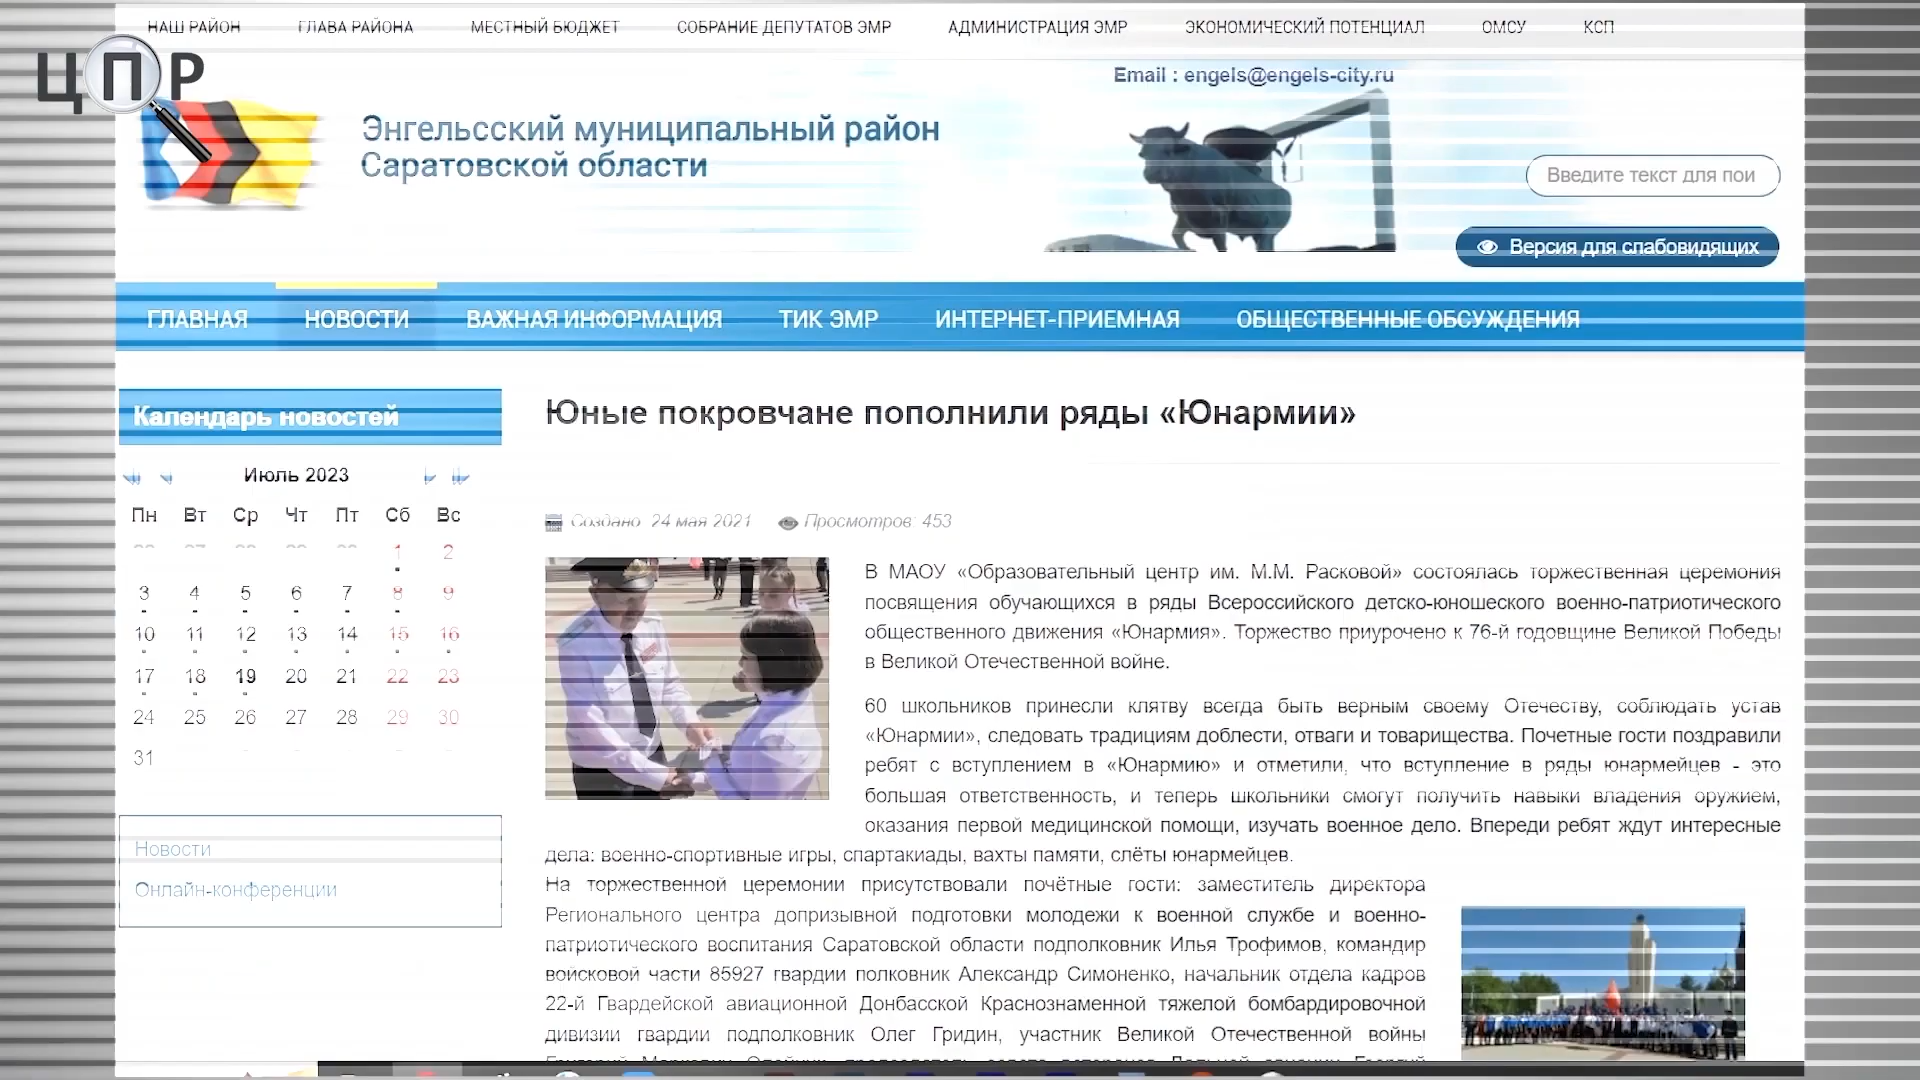 НАШ РАЙОН ГЛАВА РАЙОНА МЕСТНЫЙ БЮДЖЕТ СОБРАНИЕ ДЕПУТАТОВ ЭМР АДМИНИСТРАЦИЯ ЭМР ЭКОНОМИЧЕСКИЙ ПОТЕНЦИАЛ ОМСУ КСП
ЦПР
Email : engels@engels-city.ru
Энгельсский муниципальный район
Саратовской области
Введите текст для пои
Версия для слабовидящих
ГЛАВНАЯ НОВОСТИ ВАЖНАЯ ИНФОРМАЦИЯ ТИК ЭМР ИНТЕРНЕТ-ПРИЕМНАЯ ОБЩЕСТВЕННЫЕ ОБСУЖДЕНИЯ
Календарь новостей
Июль 2023
Пн Вт Ср Чт Пт Сб Вс
1 2
3 4 5 6 7 8 9
10 11 12 13 14 15 16
17 18 19 20 21 22 23
24 25 26 27 28 29 30
31
Новости
Онлайн-конференции
Юные покровчане пополнили ряды «Юнармии»
Создано: 24 мая 2021 Просмотров: 453
В МАОУ «Образовательный центр им. М.М. Расковой» состоялась торжественная церемония
посвящения обучающихся в ряды Всероссийского детско-юношеского военно-патриотического
общественного движения «Юнармия». Торжество приурочено к 76-й годовщине Великой Победы
в Великой Отечественной войне.
60 школьников принесли клятву всегда быть верным своему Отечеству, соблюдать устав
«Юнармии», следовать традициям доблести, отваги и товарищества. Почетные гости поздравили
ребят с вступлением в «Юнармию» и отметили, что вступление в ряды юнармейцев - это
большая ответственность, и теперь школьники смогут получить навыки владения оружием,
оказания первой медицинской помощи, изучать военное дело. Впереди ребят ждут интересные
дела: военно-спортивные игры, спартакиады, вахты памяти, слёты юнармейцев.
На торжественной церемонии присутствовали почётные гости: заместитель директора
Регионального центра допризывной подготовки молодежи к военной службе и военно-
патриотического воспитания Саратовской области подполковник Илья Трофимов, командир
войсковой части 85927 гвардии полковник Александр Симоненко, начальник отдела кадров
22-й Гвардейской авиационной Донбасской Краснознаменной тяжелой бомбардировочной
дивизии гвардии подполковник Олег Гридин, участник Великой Отечественной войны